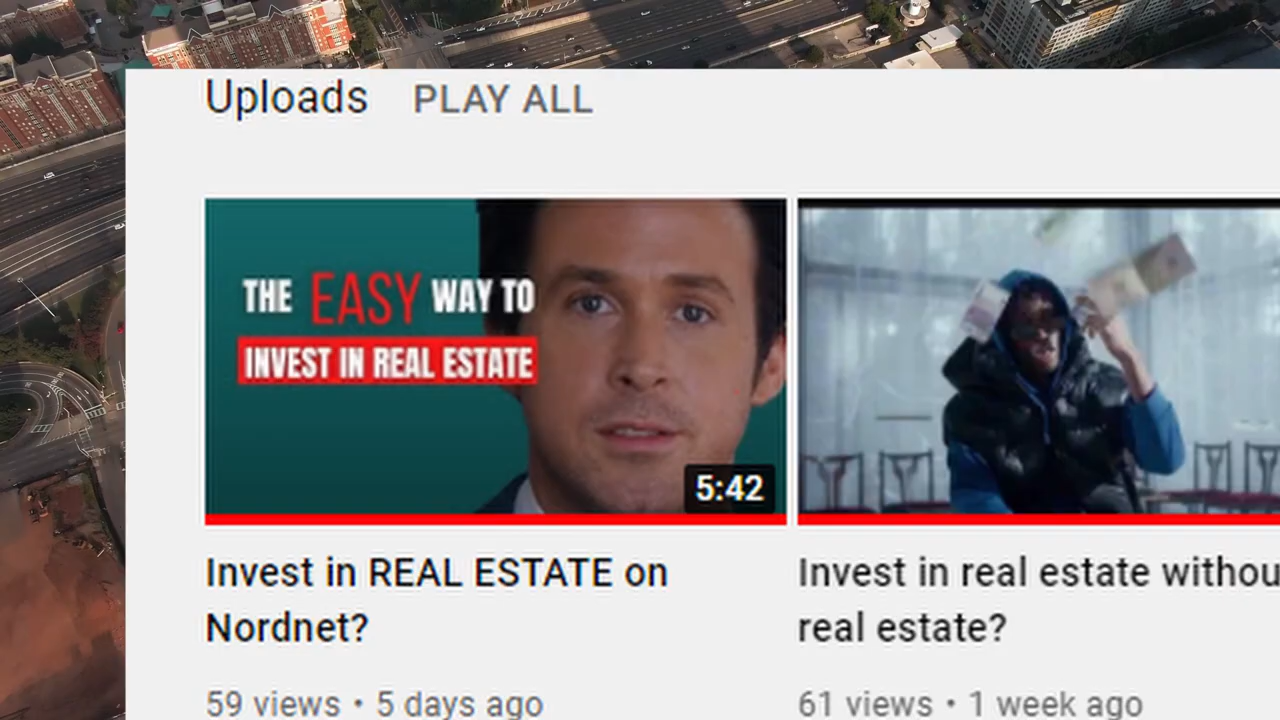 Uploads PLAY ALL
THE EASY WAY TO
INVEST IN REAL ESTATE
5:42
Invest in REAL ESTATE on
Nordnet?
59 views • 5 days ago
Invest in real estate
real estate?
61 views • 1 week ago